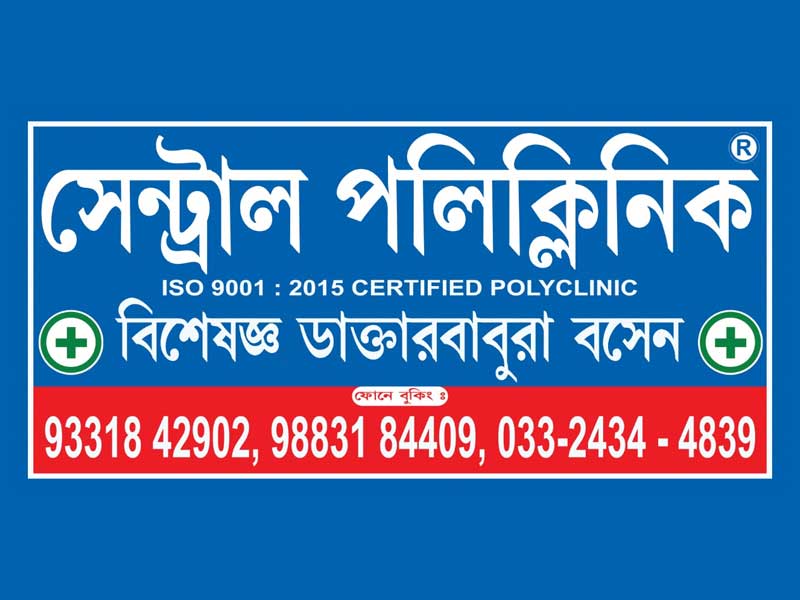 সেন্ট্রাল পলিক্লিনিক ®
ISO 9001 : 2015 CERTIFIED POLYCLINIC
বিশেষজ্ঞ ডাক্তারবাবুরা বসেন
ফোনে বুকিং ঃ
93318 42902, 98831 84409, 033-2434 - 4839